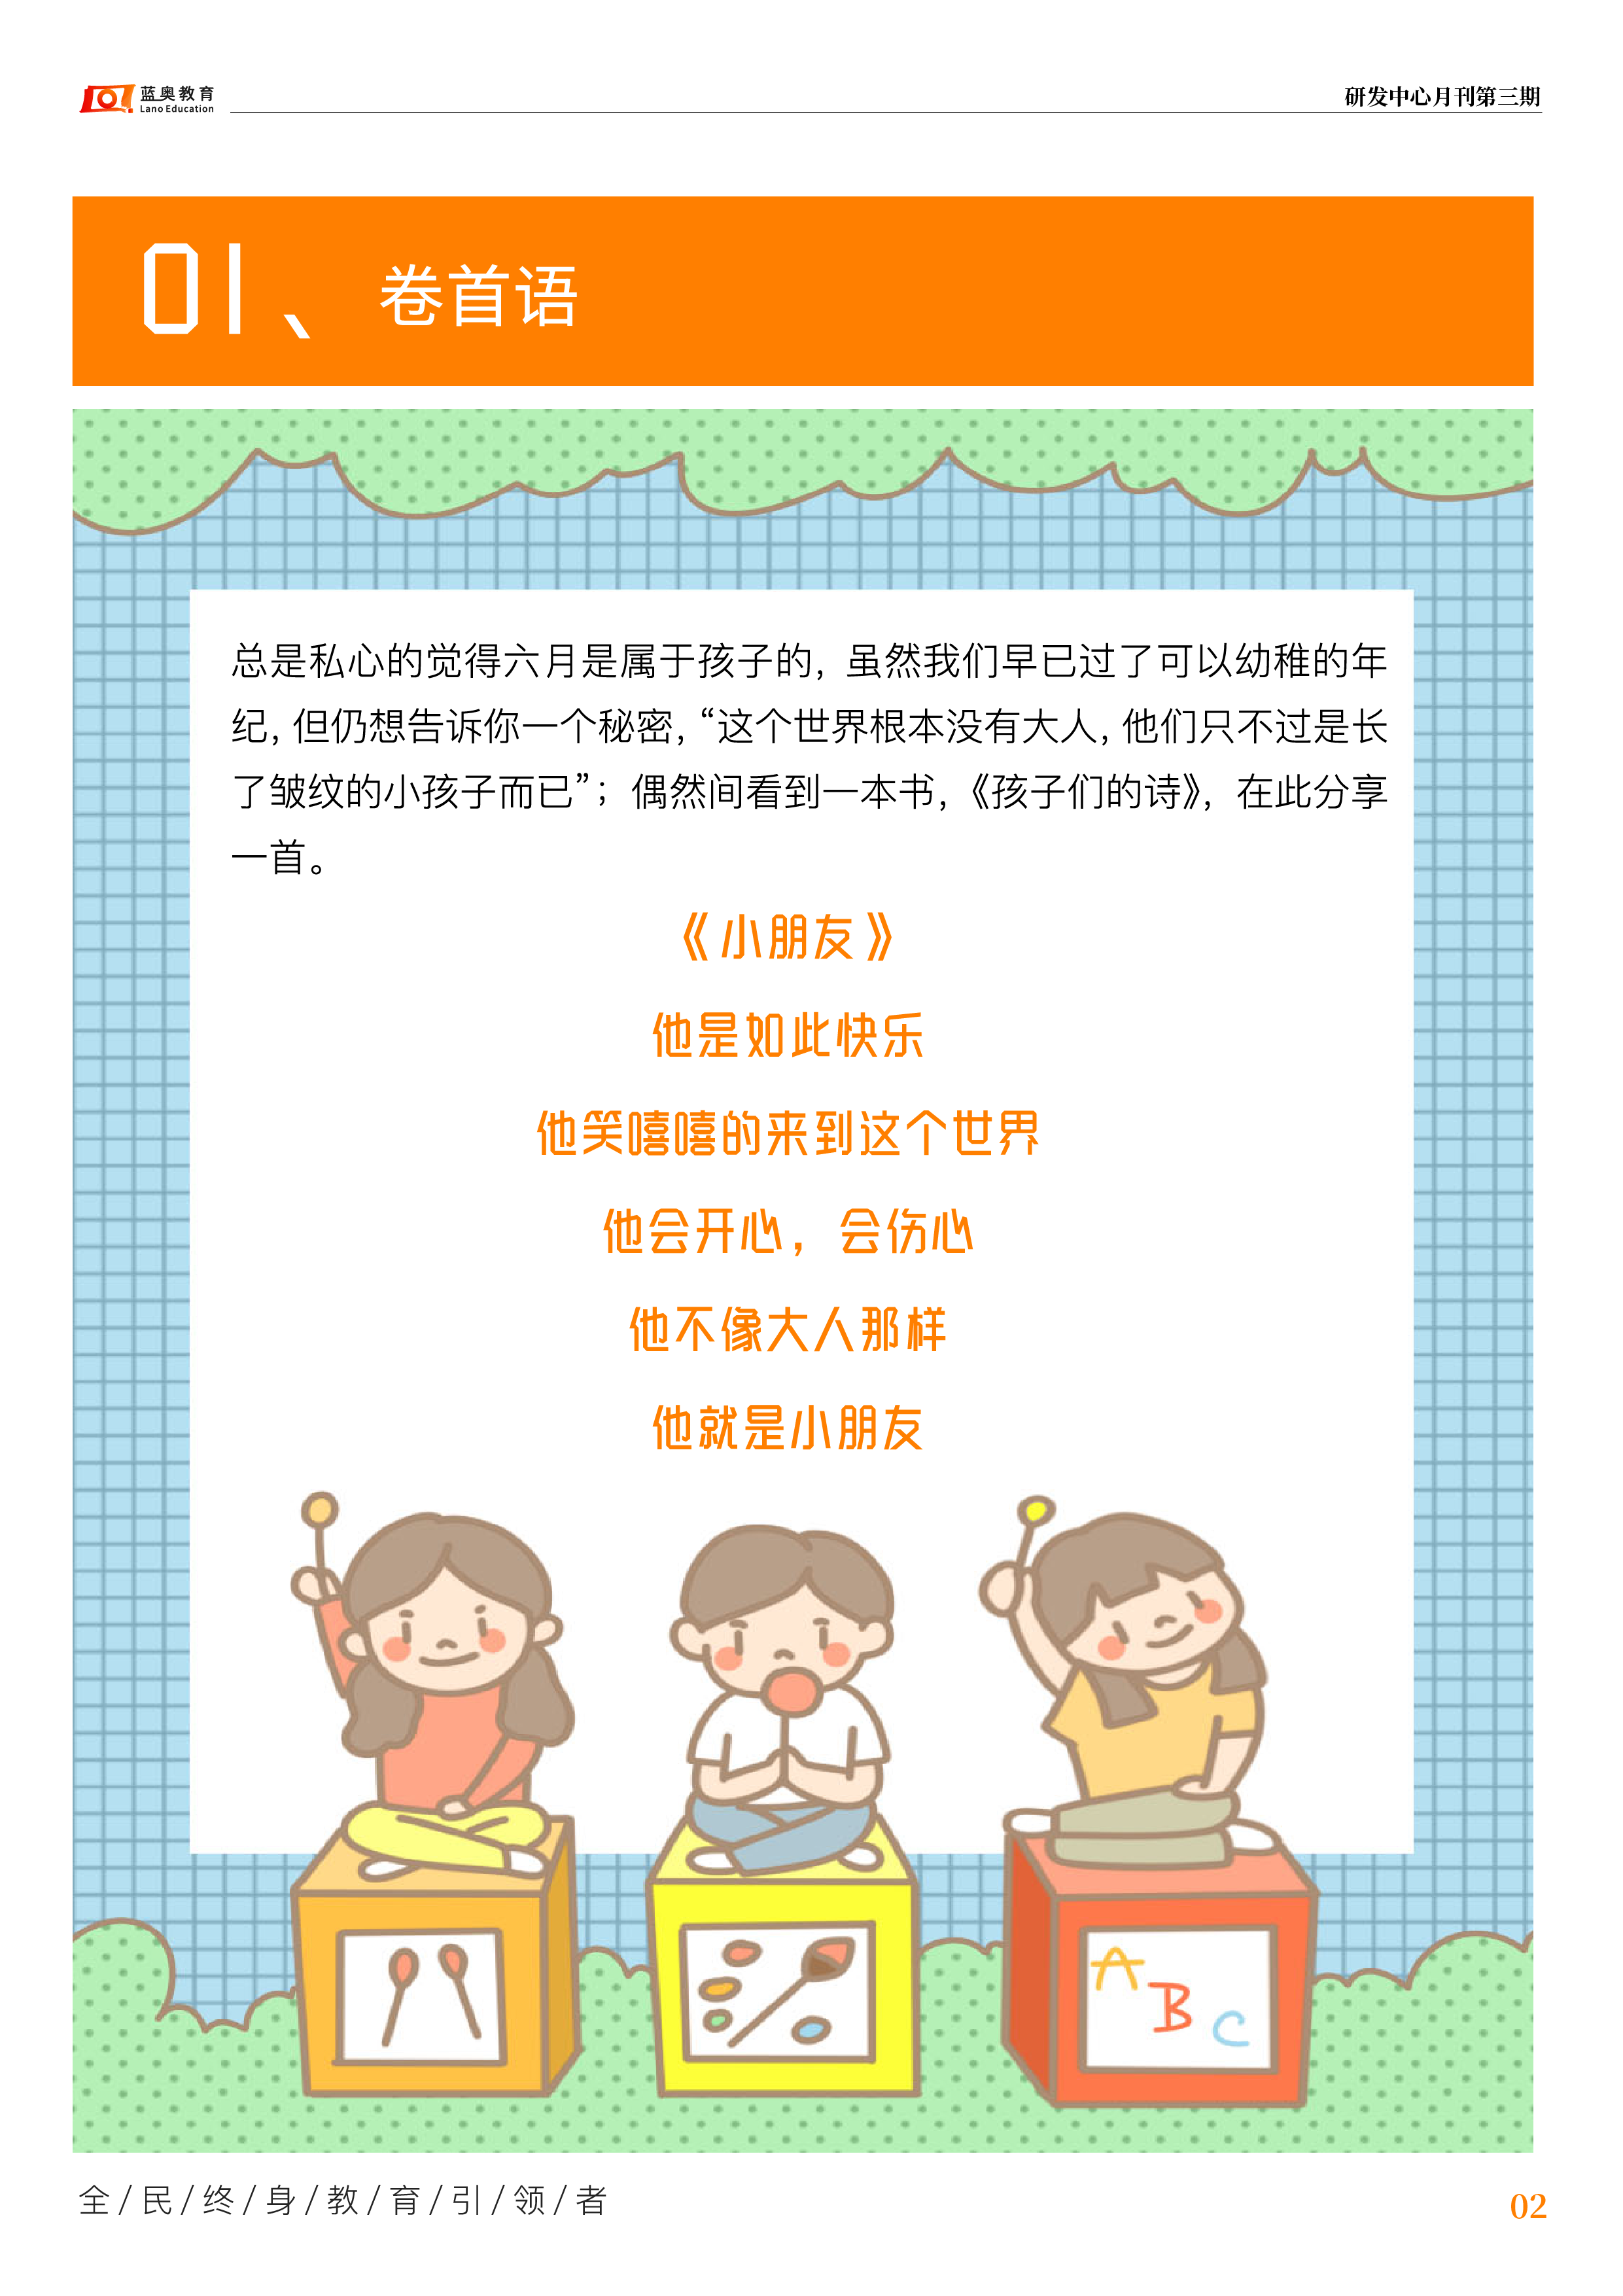 蓝奥教育
Lano Education
研发中心月刊第三期
01、卷首语
总是私心的觉得六月是属于孩子的，虽然我们早已过了可以幼稚的年
纪，但仍想告诉你一个秘密，“这个世界根本没有大人，他们只不过是长
了皱纹的小孩子而已”；偶然间看到一本书，《孩子们的诗》，在此分享
一首。
《小朋友》
他是如此快乐
他笑嘻嘻的来到这个世界
他会开心，会伤心
他不像大人那样
他就是小朋友
A
B
C
全/民/终/身/教/育/引/领/者
02